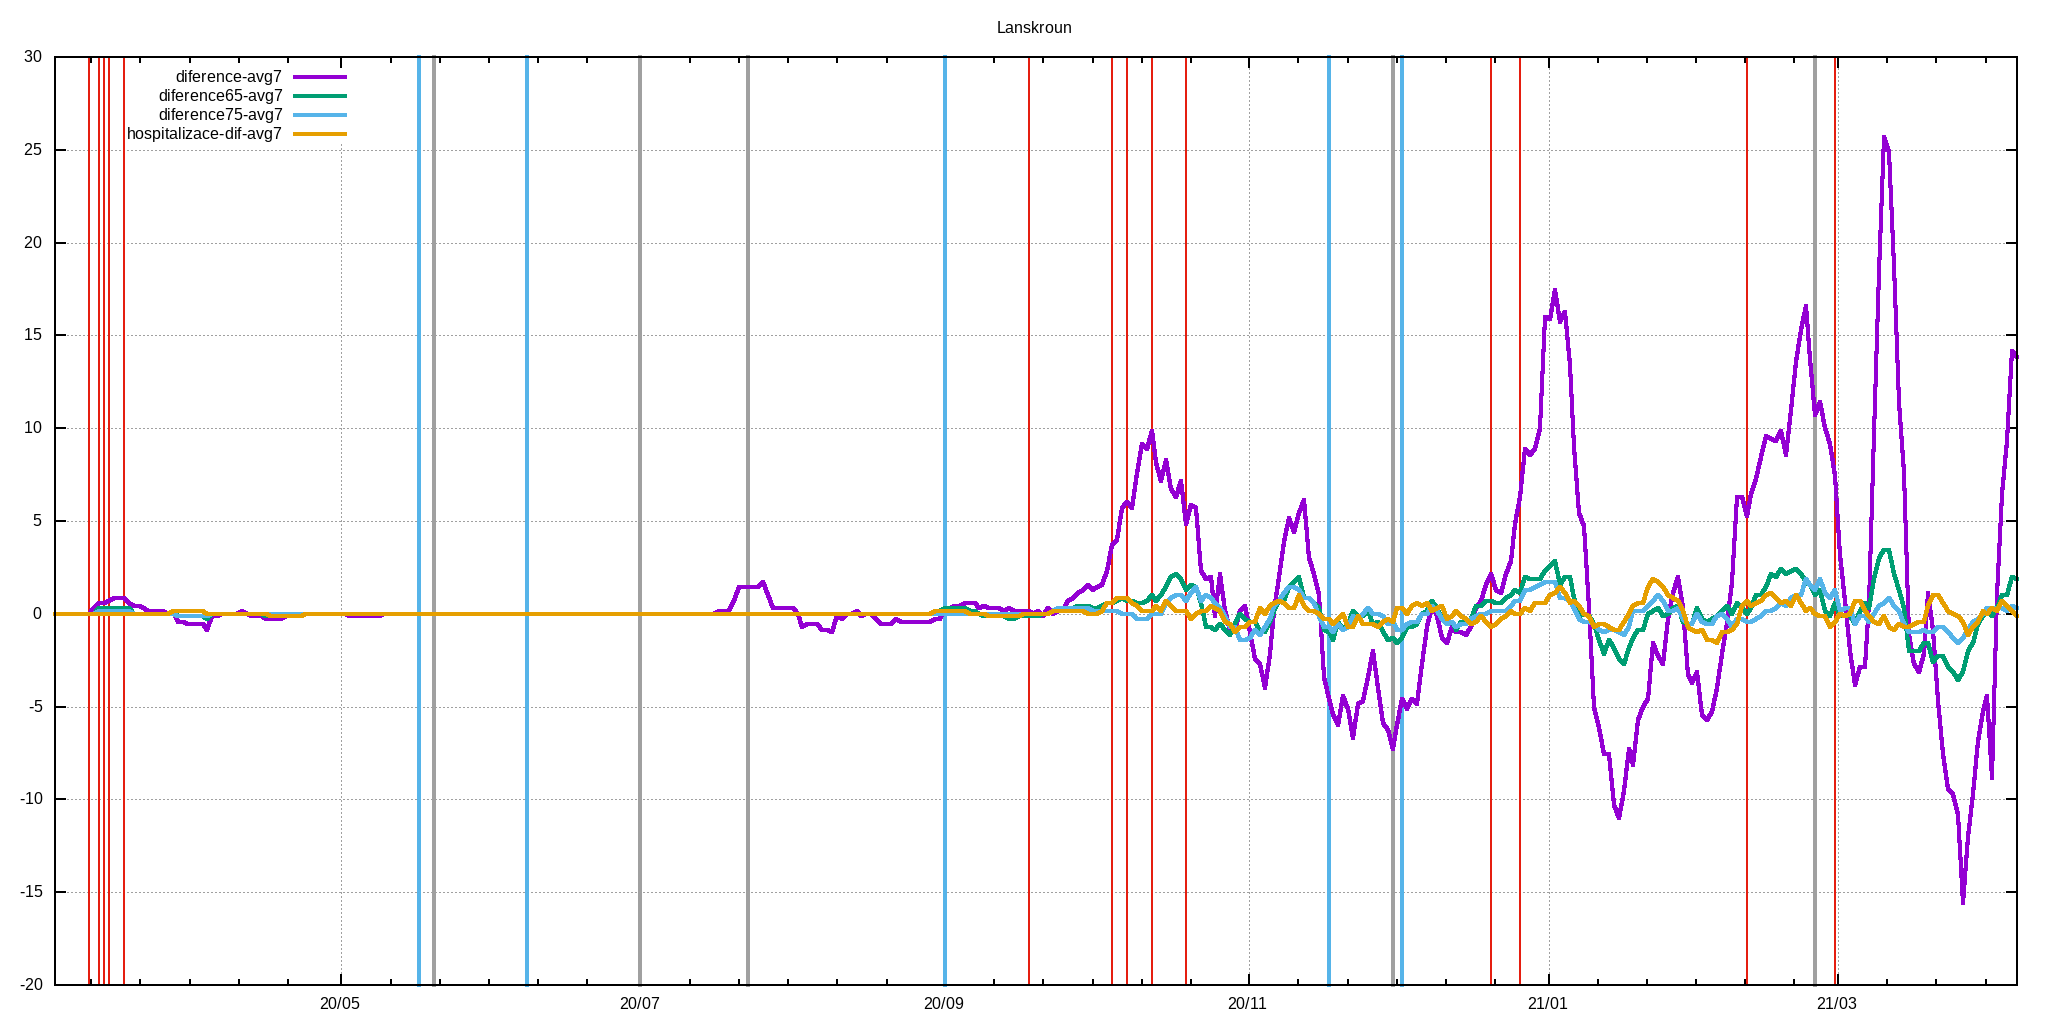 Lanskroun
30
25
20
15
10
5
0
-5
-10
-15
-20
diference-avg7
diference65-avg7
diference75-avg7
hospitalizace-dif-avg7
20/05 20/07 20/09 20/11 21/01 21/03